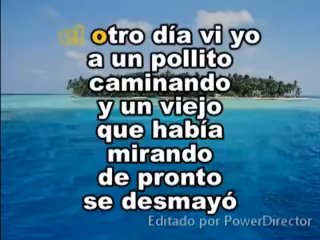 el otro día vi yo
a un pollito
caminando
y un viejo
que había
mirando
de pronto
se desmayó
Editado por PowerDirector